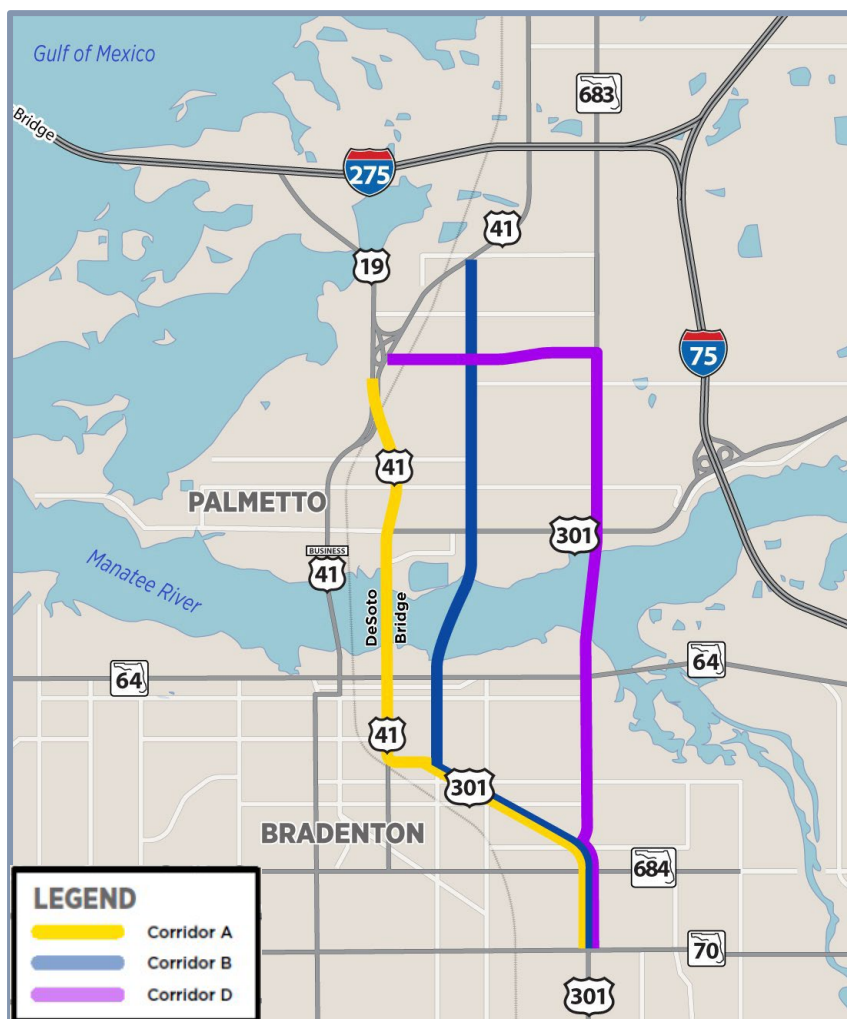 Gulf of Mexico
683
Bridge
275
41
19
75
41
PALMETTO
301
BUSINESS
41
Manatee River
DeSoto
Bridge
64
64
41
301
BRADENTON
684
LEGEND
Corridor A
Corridor B
Corridor D
70
301